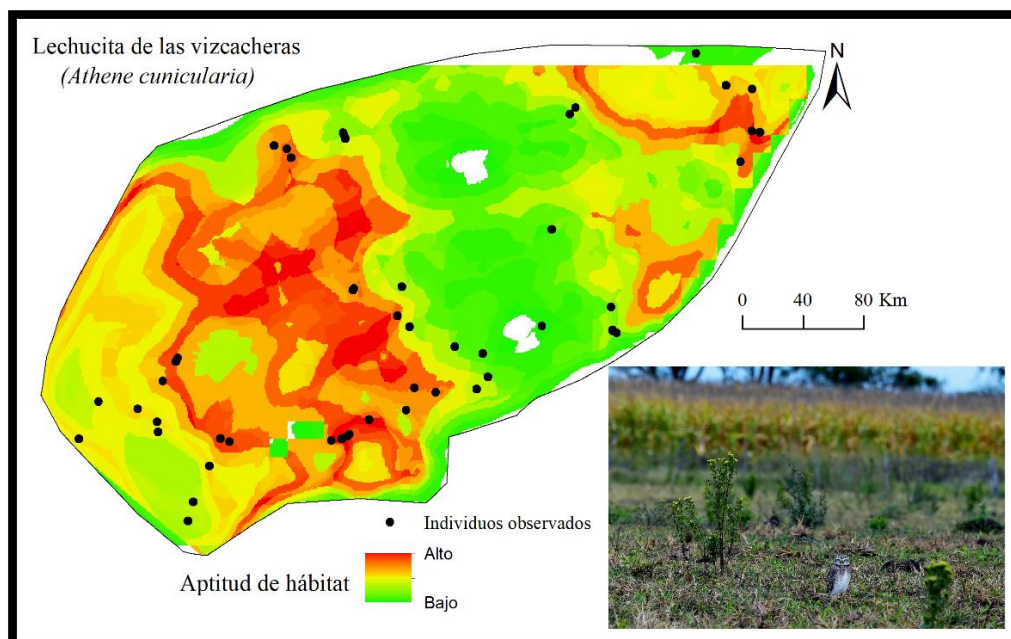 Lechucita de las vizcacheras
(Athene cunicularia)
N
0 40 80 Km
Individuos observados
Aptitud de hábitat
Alto
Bajo